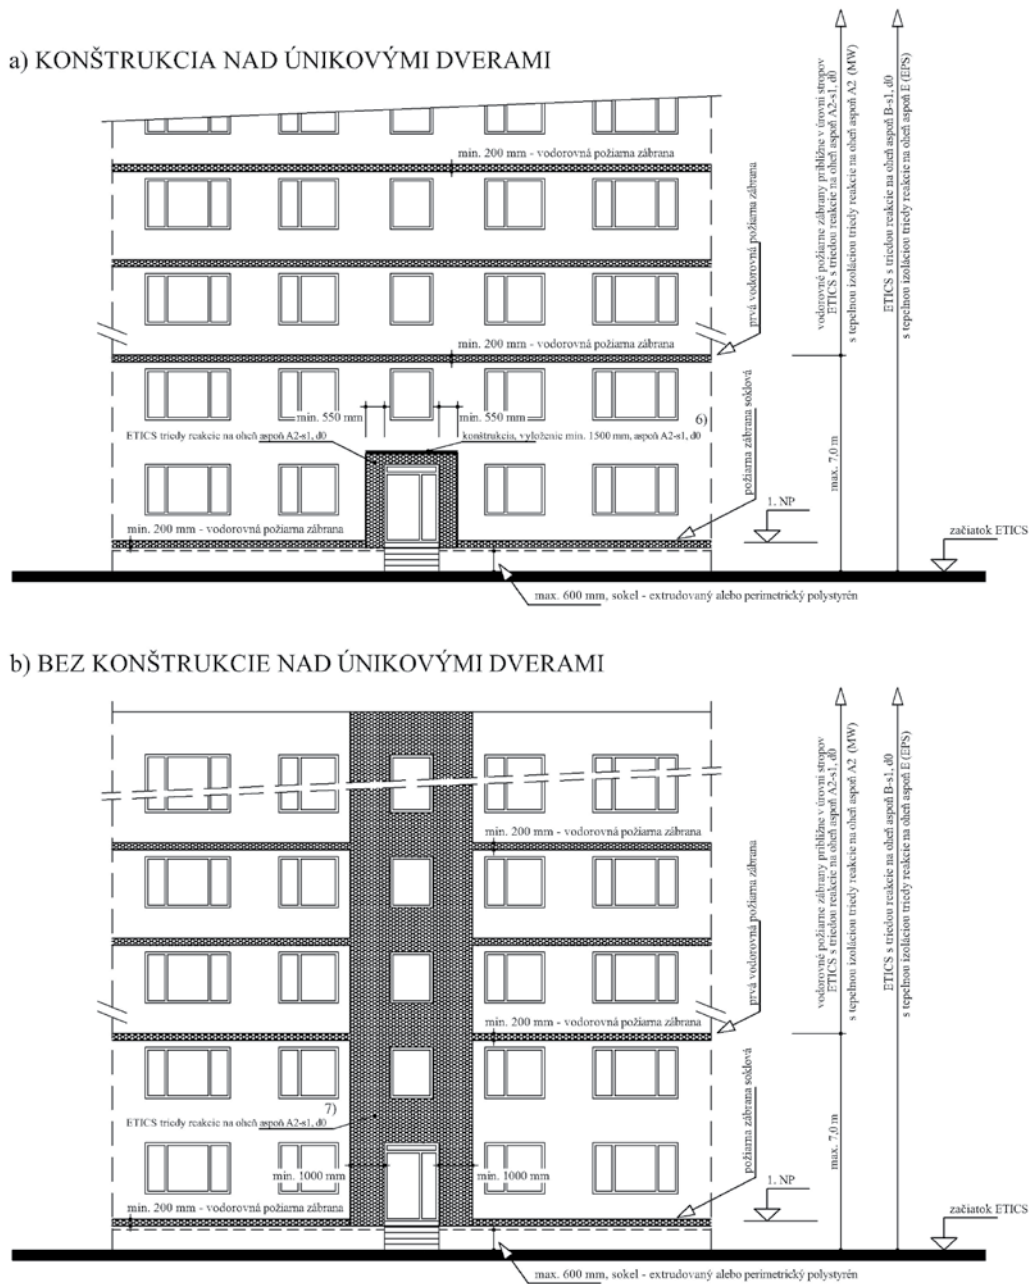 a) KONŠTRUKCIA NAD ÚNIKOVÝMI DVERAMI
min. 200 mm - vodorovná požiarna zábrana
min. 200 mm - vodorovná požiarna zábrana
min. 550 mm
min. 550 mm
6)
ETICS triedy reakcie na oheň aspoň A2-s1, d0
konštrukcia, vyloženie min. 1500 mm, aspoň A2-s1, d0
min. 200 mm - vodorovná požiarna zábrana
prvá vodorovná požiarna zábrana
požiarna zábrana soklová
vodorovné požiarne zábrany približne v úrovni stropov
ETICS s triedou reakcie na oheň aspoň A2-s1, d0
s tepelnou izoláciou triedy reakcie na oheň aspoň A2 (MW)
ETICS s triedou reakcie na oheň aspoň B-s1, d0
s tepelnou izoláciou triedy reakcie na oheň aspoň E (EPS)
max. 7,0 m
1. NP
začiatok ETICS
max. 600 mm, sokel - extrudovaný alebo perimetrický polystyrén
b) BEZ KONŠTRUKCIE NAD ÚNIKOVÝMI DVERAMI
min. 200 mm - vodorovná požiarna zábrana
min. 200 mm - vodorovná požiarna zábrana
7)
ETICS triedy reakcie na oheň aspoň A2-s1, d0
min. 1000 mm
min. 1000 mm
min. 200 mm - vodorovná požiarna zábrana
prvá vodorovná požiarna zábrana
požiarna zábrana soklová
vodorovné požiarne zábrany približne v úrovni stropov
ETICS s triedou reakcie na oheň aspoň A2-s1, d0
s tepelnou izoláciou triedy reakcie na oheň aspoň A2 (MW)
ETICS s triedou reakcie na oheň aspoň B-s1, d0
s tepelnou izoláciou triedy reakcie na oheň aspoň E (EPS)
max. 7,0 m
1. NP
začiatok ETICS
max. 600 mm, sokel - extrudovaný alebo perimetrický polystyrén